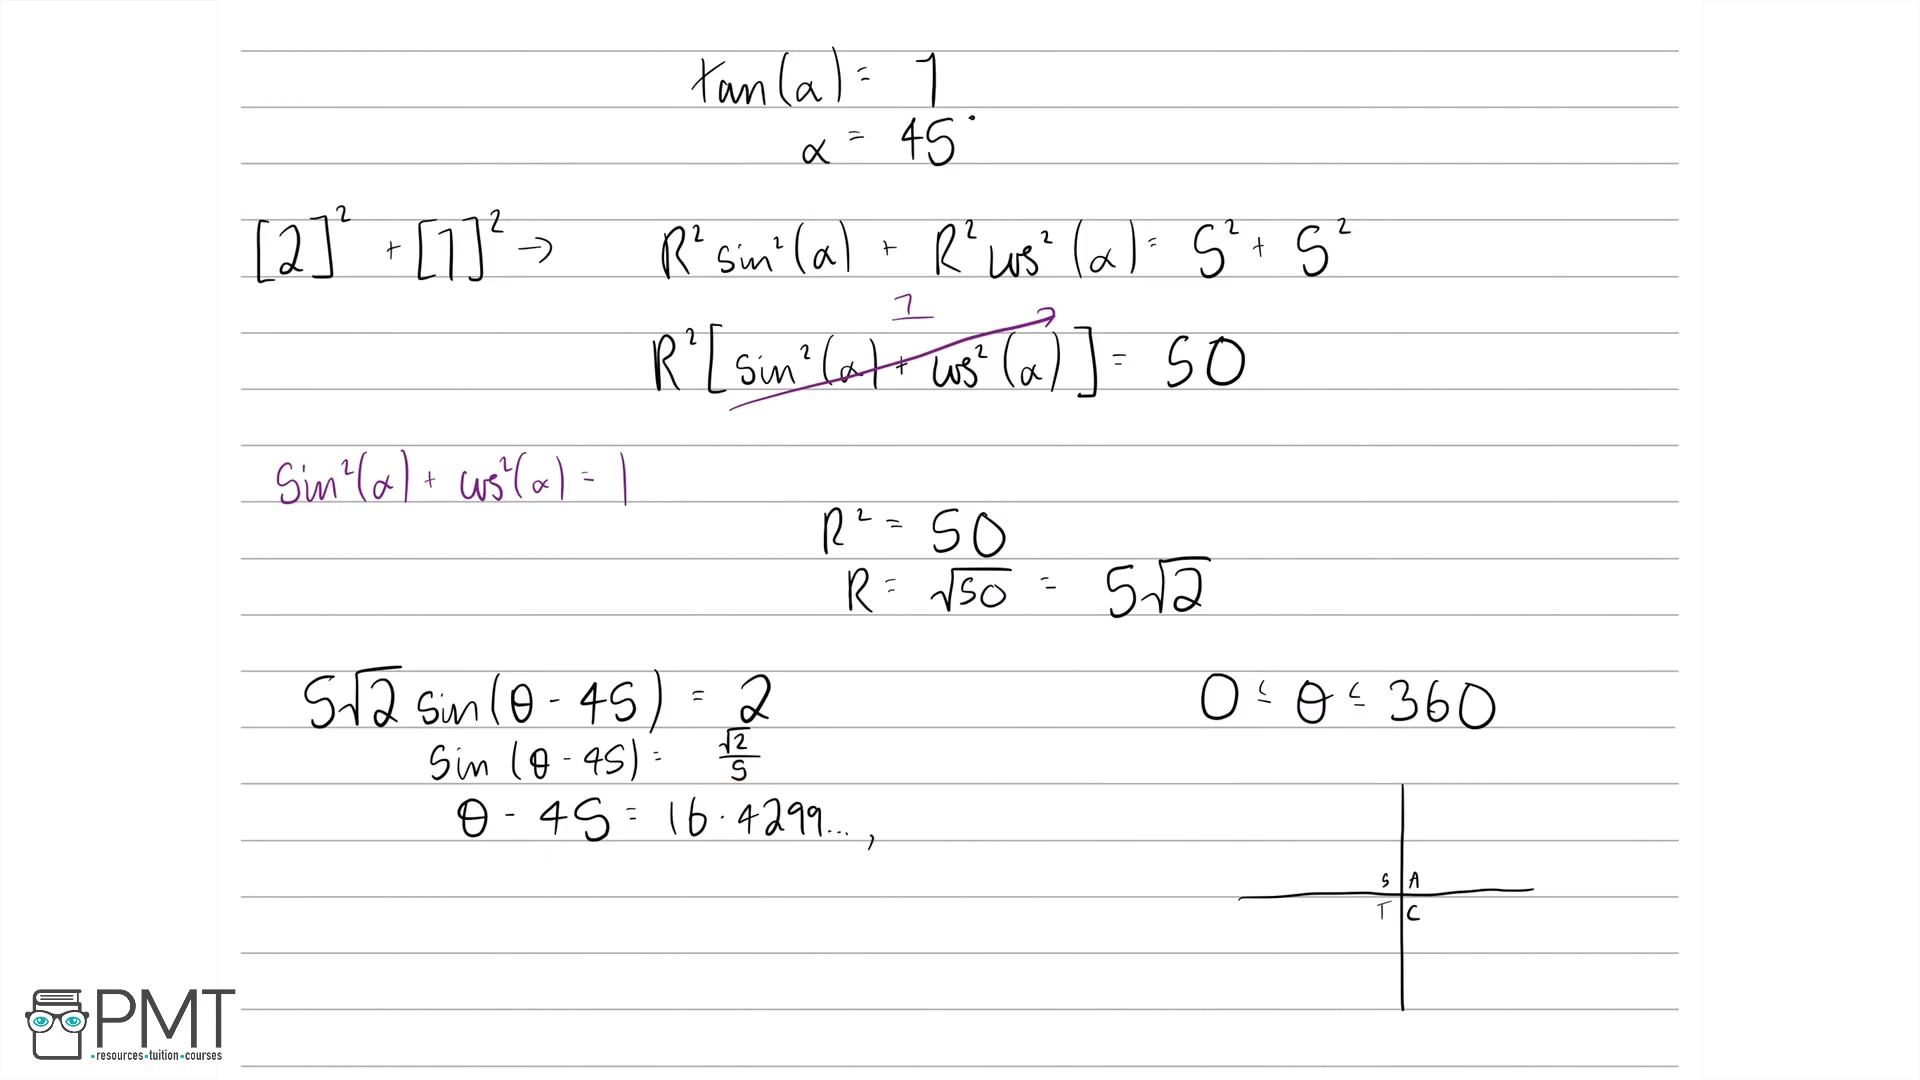 tan(α) = 1
α = 45°
[2]² + [1]² → R² sin²(α) + R² cos²(α) = 5² + 5²
1
R² [sin²(α) + cos²(α)] = 50
Sin²(α) + cos²(α) = 1
R² = 50
R = √50 = 5√2
5√2 sin(θ - 45) = 2
0 ≤ θ ≤ 360
Sin (θ - 45) = √2/5
θ - 45 = 16.4299... ,
S A
T C
PMT
•resources•tuition•courses